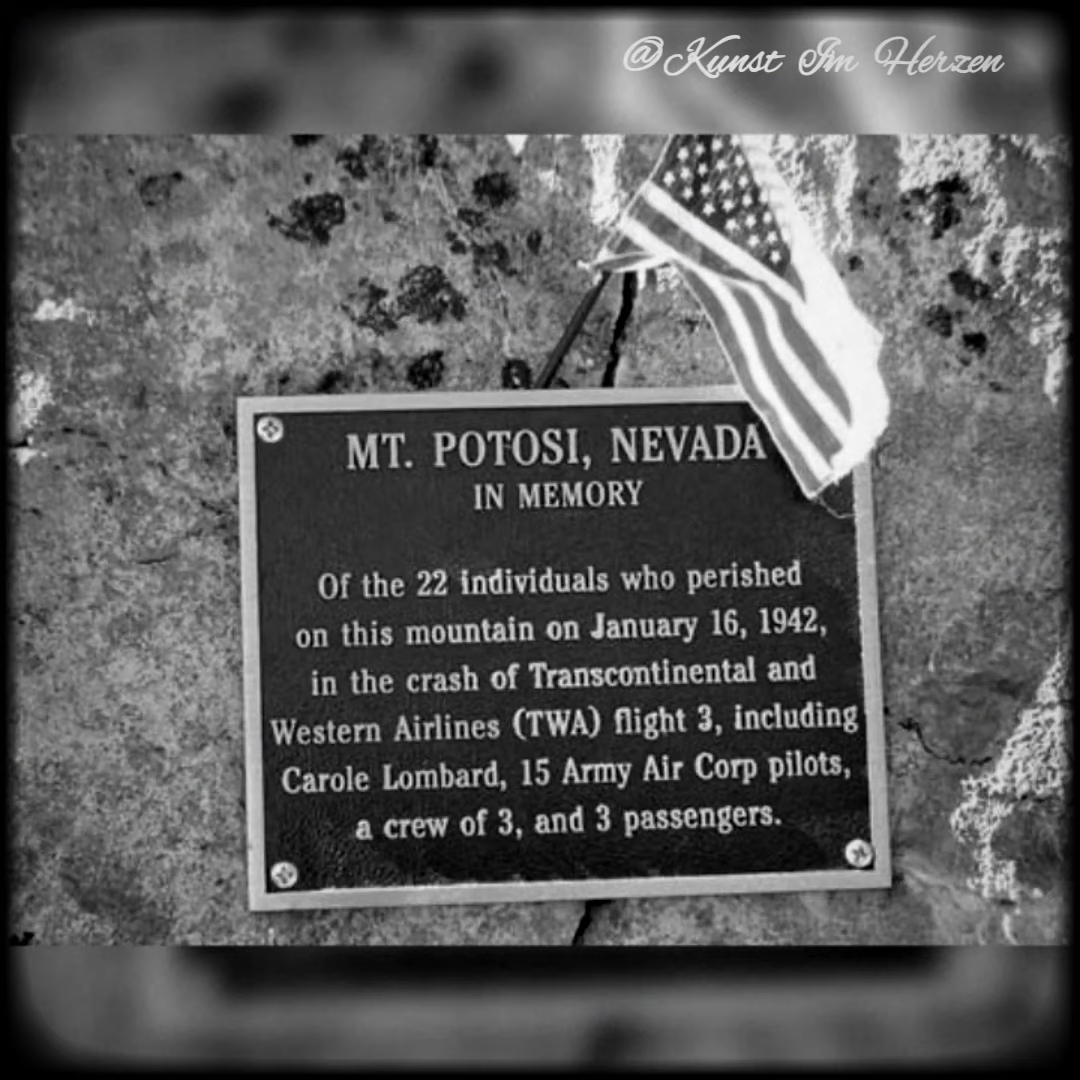 @Kunst Im Herzen
MT. POTOSI, NEVADA
IN MEMORY
Of the 22 individuals who perished
on this mountain on January 16, 1942,
in the crash of Transcontinental and
Western Airlines (TWA) flight 3, including
Carole Lombard, 15 Army Air Corp pilots,
a crew of 3, and 3 passengers.